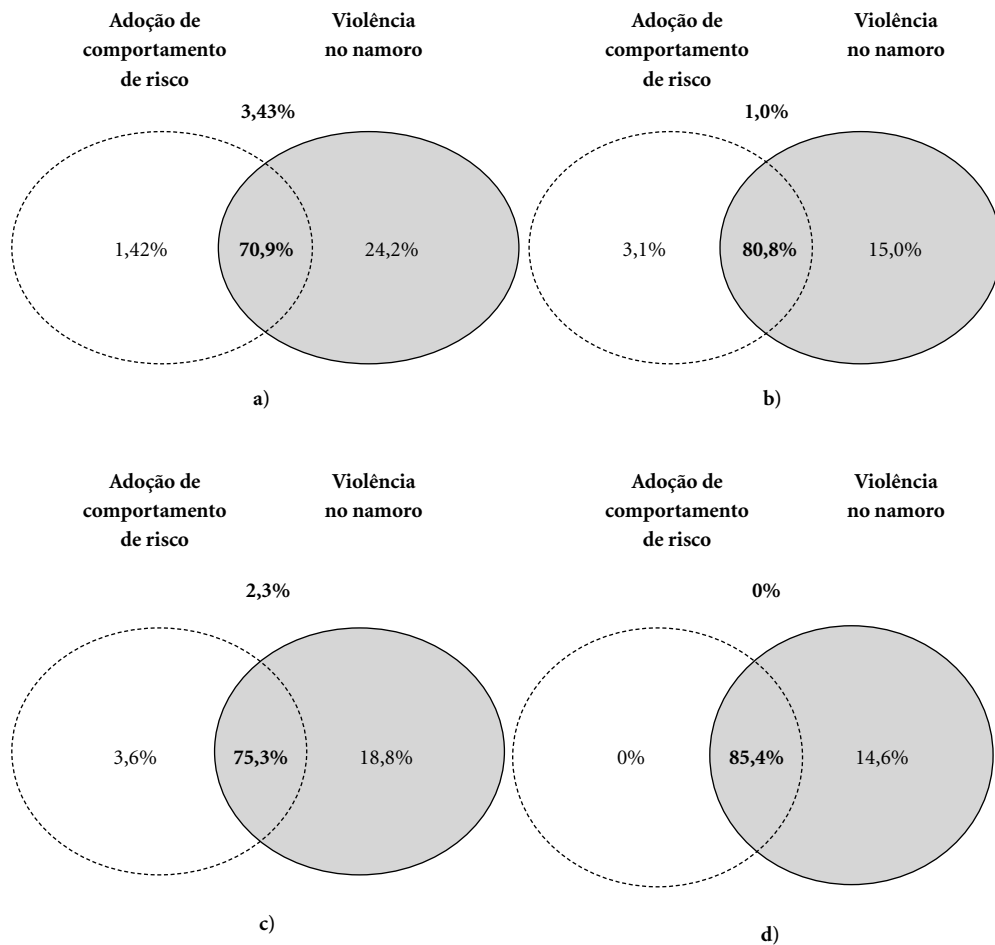 Adoção de
comportamento
de risco
Violência
no namoro
3,43%
1,42%
70,9%
24,2%
a)
Adoção de
comportamento
de risco
Violência
no namoro
1,0%
3,1%
80,8%
15,0%
b)
Adoção de
comportamento
de risco
Violência
no namoro
2,3%
3,6%
75,3%
18,8%
c)
Adoção de
comportamento
de risco
Violência
no namoro
0%
0%
85,4%
14,6%
d)